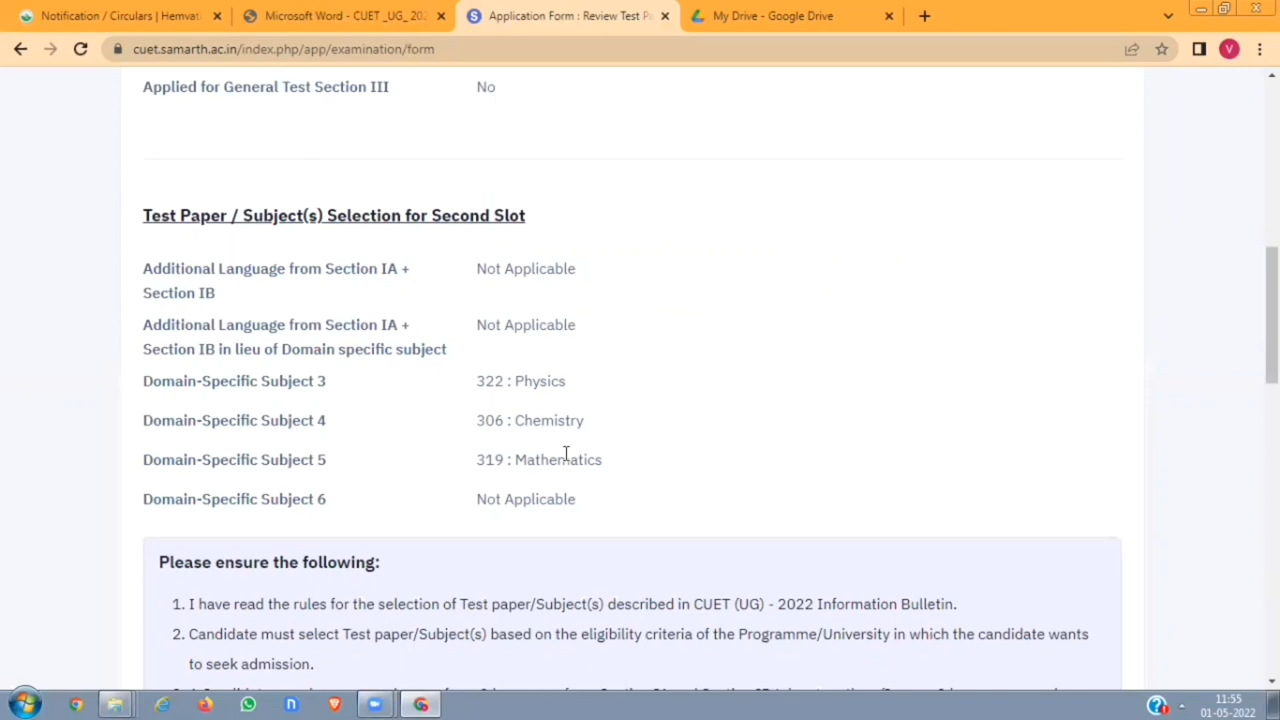 Notification / Circulars | Hemvati
Microsoft Word - CUET _UG_ 202
Application Form : Review Test P
My Drive - Google Drive
cuet.samarth.ac.in/index.php/app/examination/form
V
Applied for General Test Section III No
Test Paper / Subject(s) Selection for Second Slot
Additional Language from Section IA + Not Applicable
Section IB
Additional Language from Section IA + Not Applicable
Section IB in lieu of Domain specific subject
Domain-Specific Subject 3 322 : Physics
Domain-Specific Subject 4 306 : Chemistry
Domain-Specific Subject 5 319 : Mathematics
Domain-Specific Subject 6 Not Applicable
Please ensure the following:
1. I have read the rules for the selection of Test paper/Subject(s) described in CUET (UG) - 2022 Information Bulletin.
2. Candidate must select Test paper/Subject(s) based on the eligibility criteria of the Programme/University in which the candidate wants
to seek admission.
11:55
01-05-2022